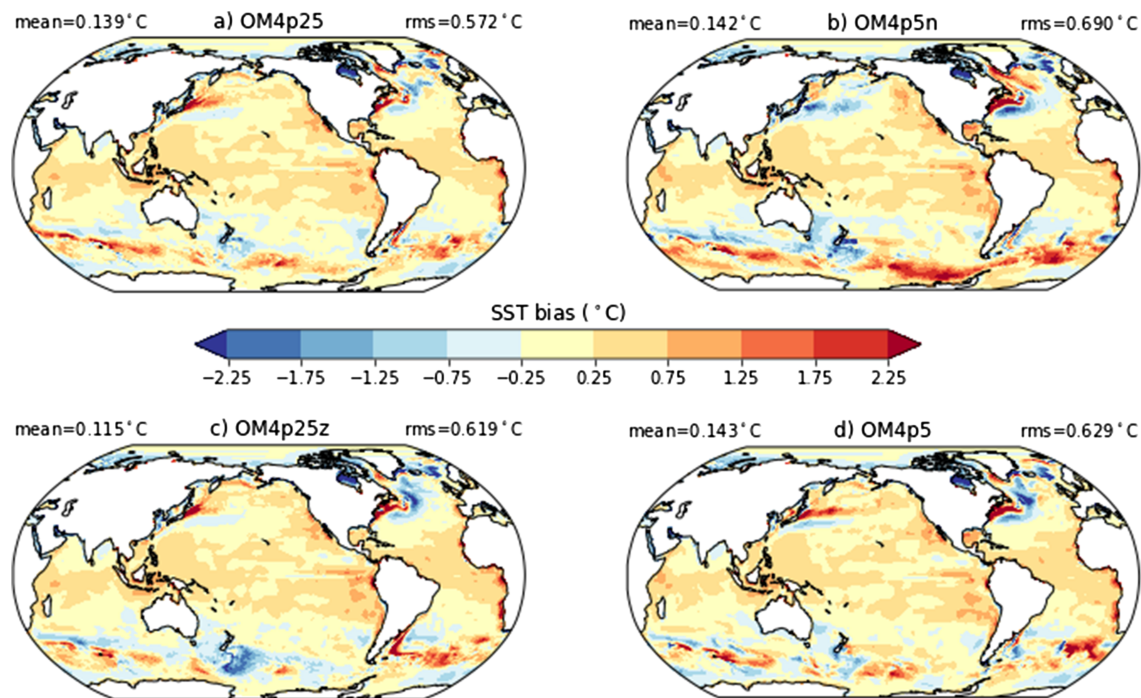 mean=0.139°C a) OM4p25 rms=0.572°C
mean=0.142°C b) OM4p5n rms=0.690°C
SST bias (°C)
−2.25 −1.75 −1.25 −0.75 −0.25 0.25 0.75 1.25 1.75 2.25
mean=0.115°C c) OM4p25z rms=0.619°C
mean=0.143°C d) OM4p5 rms=0.629°C